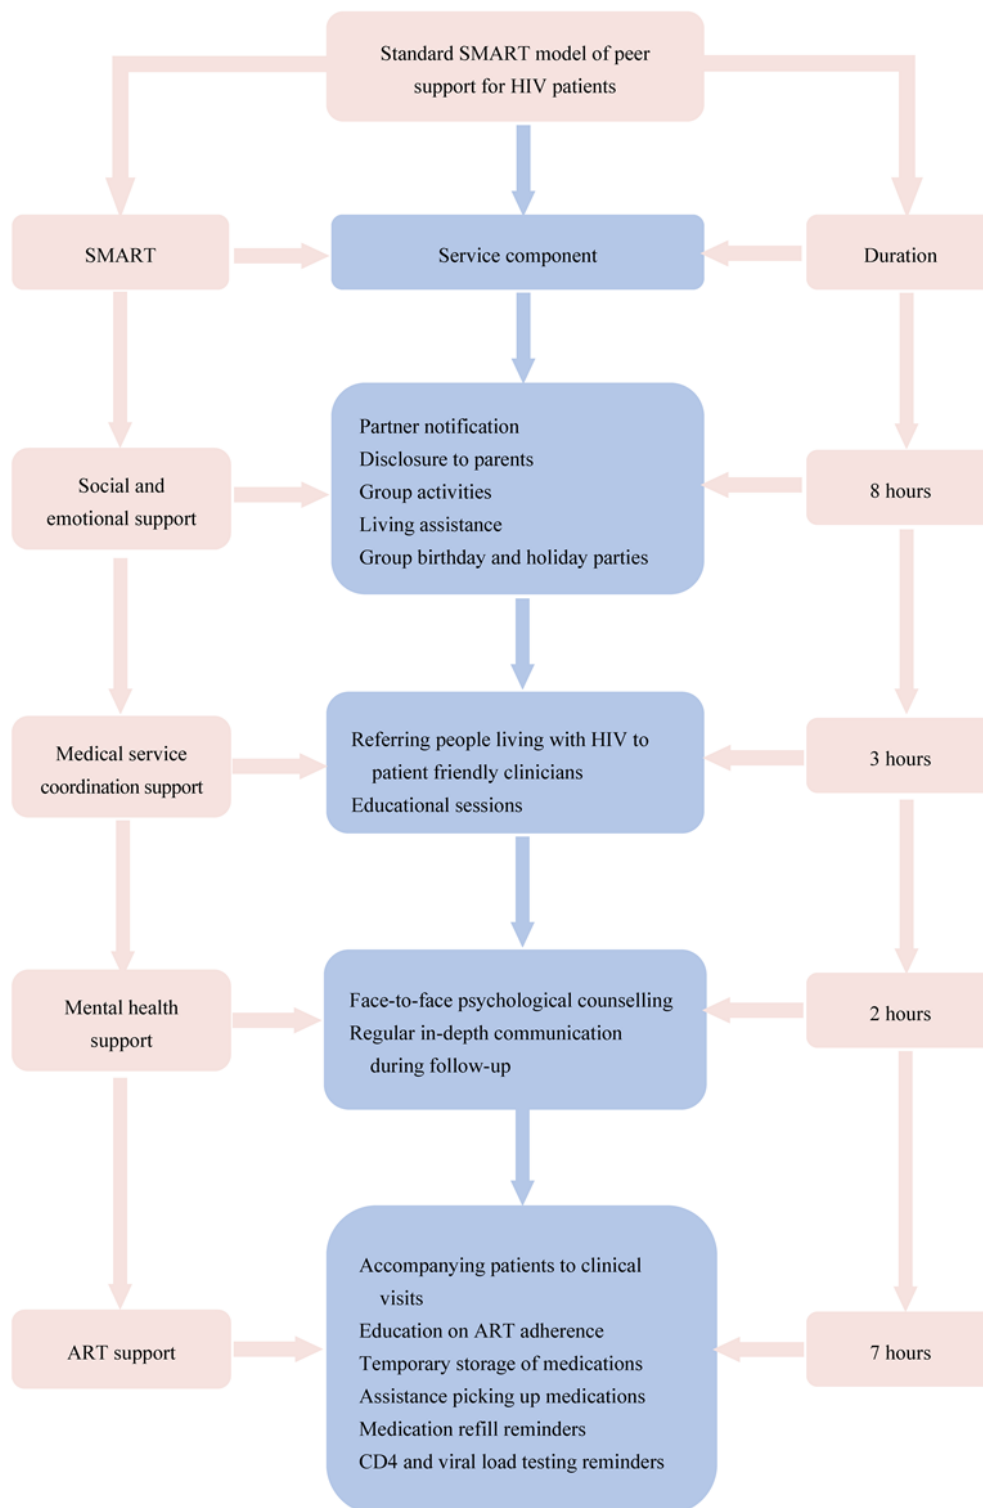 Standard SMART model of peer
support for HIV patients
SMART
Service component
Duration
Social and
emotional support
Partner notification
Disclosure to parents
Group activities
Living assistance
Group birthday and holiday parties
8 hours
Medical service
coordination support
Referring people living with HIV to
patient friendly clinicians
Educational sessions
3 hours
Mental health
support
Face-to-face psychological counselling
Regular in-depth communication
during follow-up
2 hours
ART support
Accompanying patients to clinical
visits
Education on ART adherence
Temporary storage of medications
Assistance picking up medications
Medication refill reminders
CD4 and viral load testing reminders
7 hours